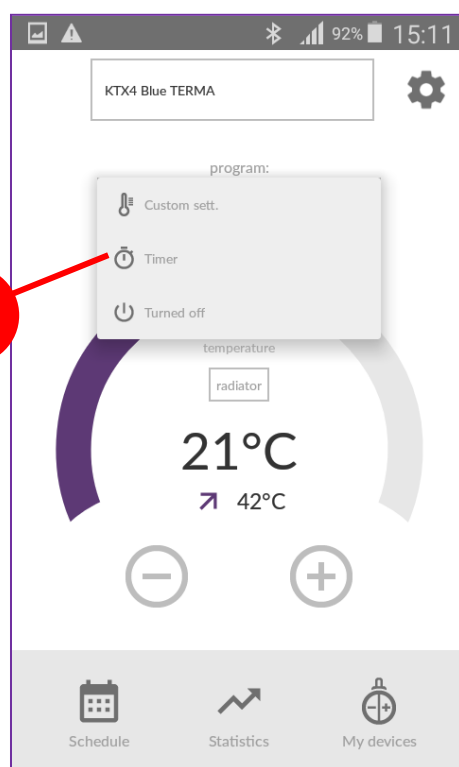 92% 15:11
KTX4 Blue TERMA
program:
Custom sett.
Timer
Turned off
temperature
radiator
21°C
42°C
Schedule Statistics My devices